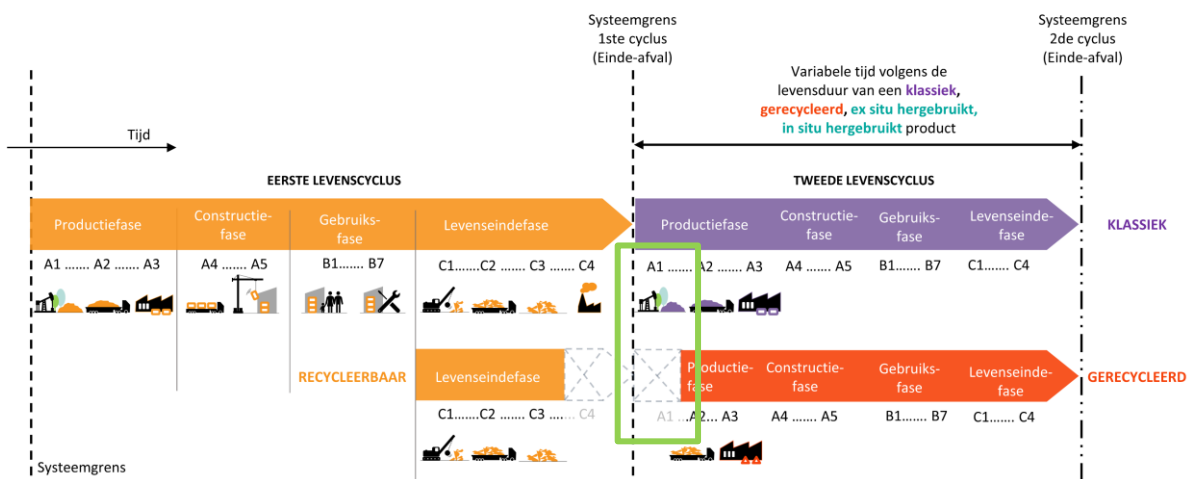 Systeemgrens
1ste cyclus
(Einde-afval)
Systeemgrens
2de cyclus
(Einde-afval)
Variabele tijd volgens de
levensduur van een klassiek,
gerecycleerd, ex situ hergebruikt,
in situ hergebruikt product
Tijd
EERSTE LEVENSCYCLUS
TWEEDE LEVENSCYCLUS
Productiefase
Constructie-
fase
Gebruiks-
fase
Levenseindefase
Productiefase
Constructie-
fase
Gebruiks-
fase
Levenseinde-
fase
KLASSIEK
A1 ....... A2 ....... A3
A4 ....... A5
B1....... B7
C1.......C2 ....... C3 ....... C4
A1 ....... A2 ....... A3
A4 ....... A5
B1....... B7
C1....... C4
RECYCLEERBAAR
Levenseindefase
Productie-
fase
Constructie-
fase
Gebruiks-
fase
Levenseinde-
fase
GERECYCLEERD
C1.......C2 ....... C3 ....... C4
A1 ...A2... A3
A4 ....... A5
B1....... B7
C1....... C4
Systeemgrens